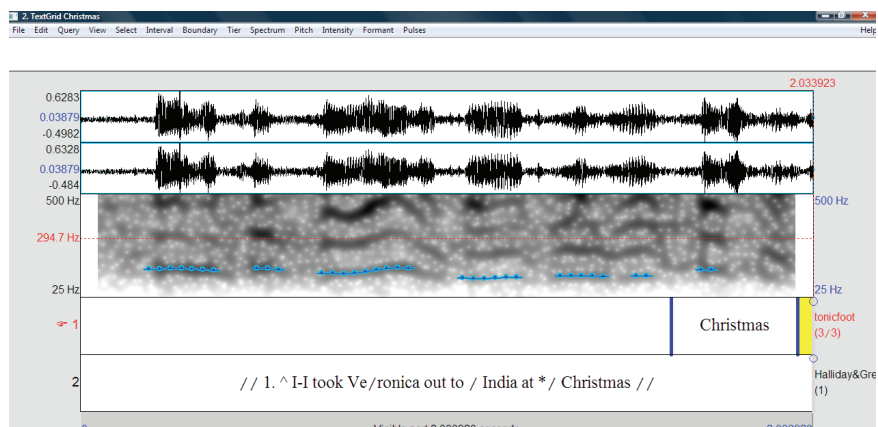 2. TextGrid Christmas
File Edit Query View Select Interval Boundary Tier Spectrum Pitch Intensity Formant Pulses Help
2.033923
0.6283
0.03879
-0.4982
0.6328
0.03879
-0.484
500 Hz 500 Hz
294.7 Hz
25 Hz 25 Hz
1 Christmas tonicfoot
(3/3)
2 // 1. ^ I-I took Ve/ronica out to / India at */ Christmas // Halliday&Gre
(1)